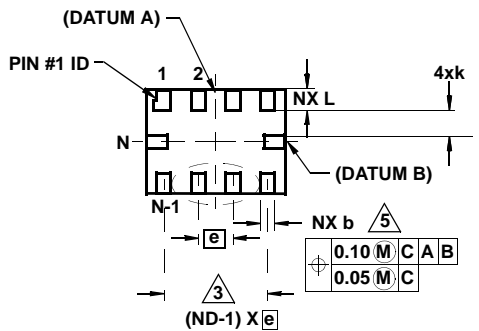 (DATUM A)
PIN #1 ID
1 2
4xk
NX L
N
(DATUM B)
N-1
NX b 5
e
0.10 M C A B
0.05 M C
3
(ND-1) X e